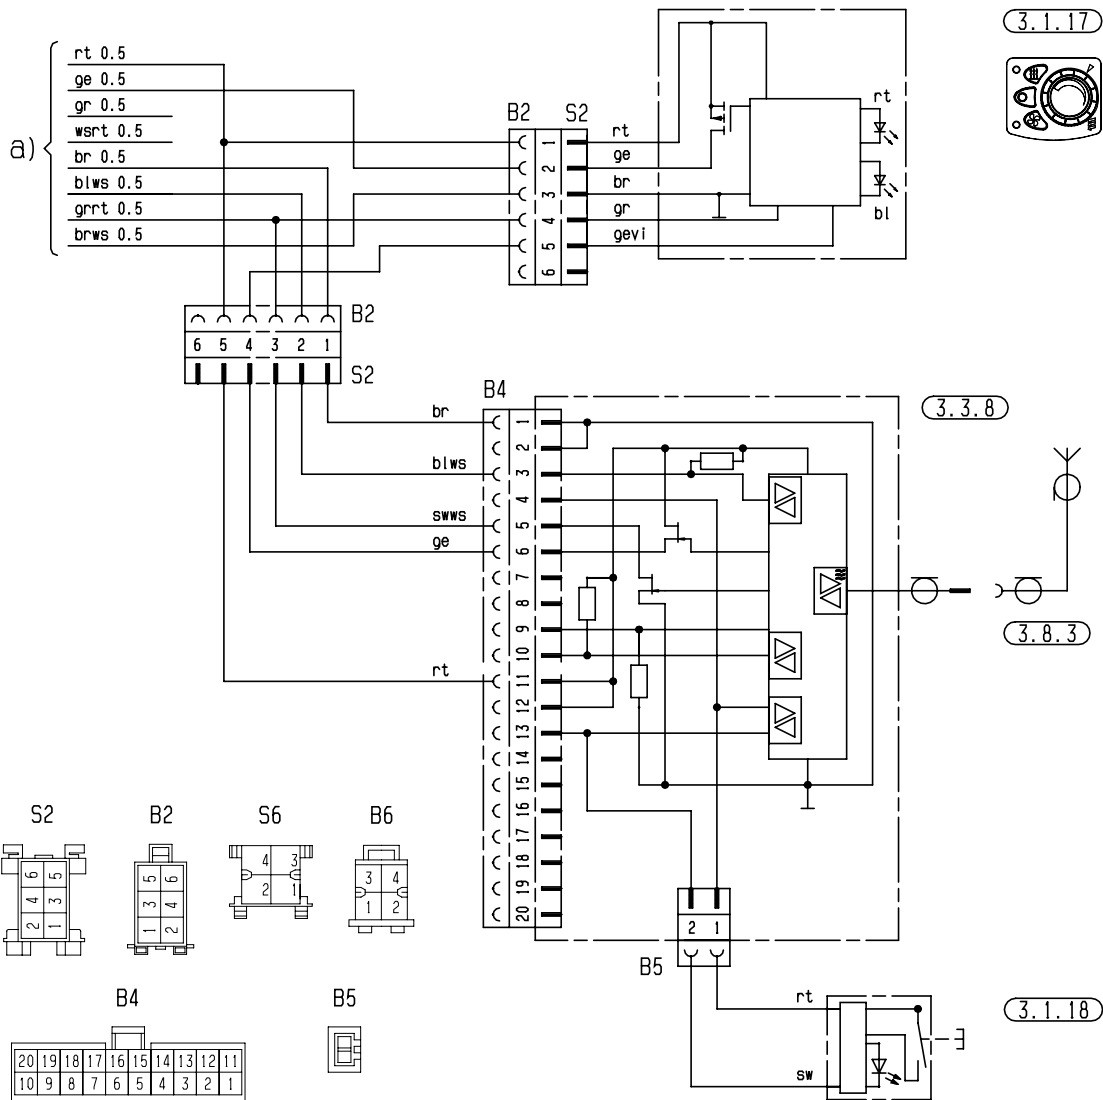 3.1.17
a)
rt 0.5
ge 0.5
gr 0.5
wsrt 0.5
br 0.5
blws 0.5
grrt 0.5
brws 0.5
B2 S2
1
2
3
4
5
6
rt
ge
br
gr
gevi
rt
bl
B2
6 5 4 3 2 1
S2
B4
br
blws
swws
ge
rt
1
2
3
4
5
6
7
8
9
10
11
12
13
14
15
16
17
18
19
20
3.3.8
3.8.3
2 1
B5
rt
sw
3.1.18
S2
6 5
4 3
2 1
B2
5 6
3 4
1 2
S6
4 3
2 1
B6
3 4
1 2
B4
20 19 18 17 16 15 14 13 12 11
10 9 8 7 6 5 4 3 2 1
B5